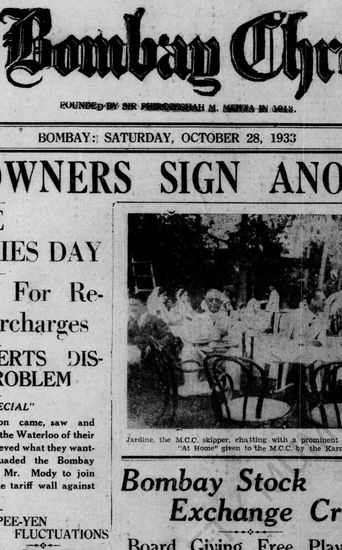 Bombay Chr
FOUNDED BY SIR PHEROZESHAH M. MEHTA IN 1913.
BOMBAY: SATURDAY, OCTOBER 28, 1933
OWNERS SIGN ANO
E
IES DAY
For Re-
rcharges
ERTS DIS-
ROBLEM
ECIAL"
on came, saw and
the Waterloo of their
eved what they want-
uaded the Bombay
Mr. Mody to join
e tariff wall against
PEE-YEN
FLUCTUATIONS
Jardine, the M.C.C. skipper, chatting with a prominent
"At Home" given to the M.C.C. by the Kara
Bombay Stock
Exchange Cr
Board Giving Free Play